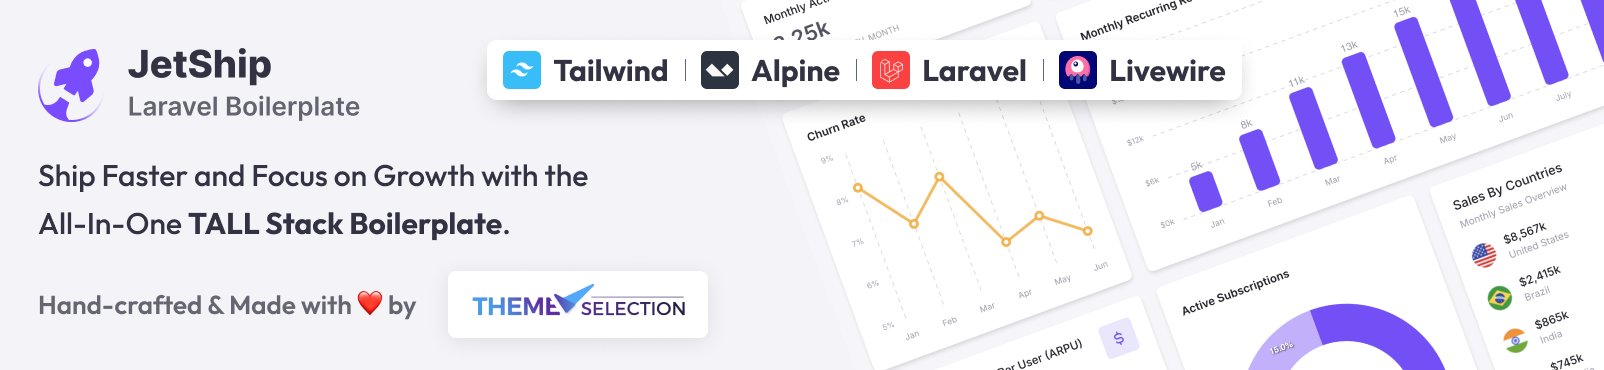 JetShip
Laravel Boilerplate
Tailwind | Alpine | Laravel | Livewire
Ship Faster and Focus on Growth with the
All-In-One TALL Stack Boilerplate.
Hand-crafted & Made with ❤️ by
THEME SELECTION
Monthly
25k
MONTH
Churn Rate
9%
8%
7%
6%
5%
Jan
Feb
Mar
Apr
May
Jun
Monthly Recurring
5k
8k
11k
13k
15k
$12k
$6k
$0k
Jan
Feb
Mar
Apr
May
Jun
July
User (ARPU)
$
Active Subscriptions
15.0%
Sales By Countries
Monthly Sales Overview
$8,567k
United States
$2,415k
Brazil
$865k
India
$745k